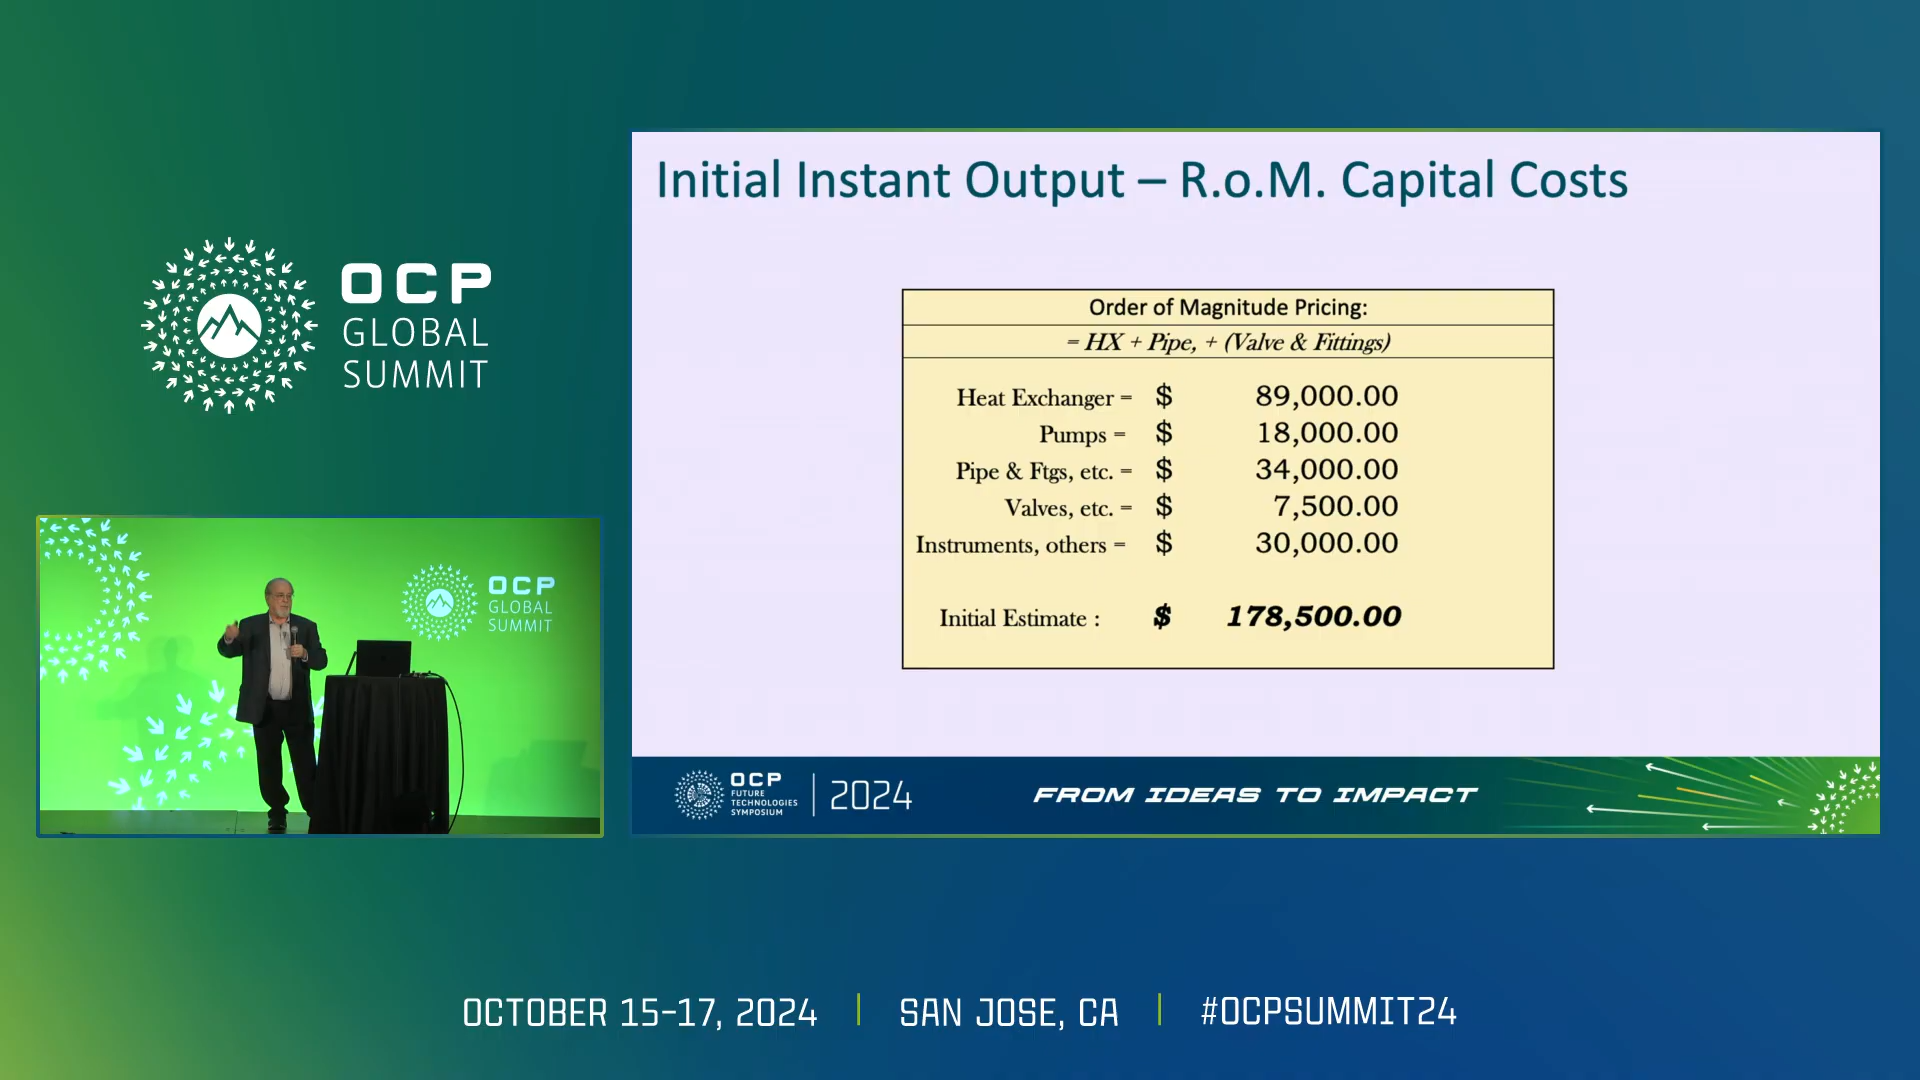 OCP
GLOBAL
SUMMIT
Initial Instant Output – R.o.M. Capital Costs
Order of Magnitude Pricing:
= HX + Pipe, + (Valve & Fittings)
Heat Exchanger = $ 89,000.00
Pumps = $ 18,000.00
Pipe & Ftgs, etc. = $ 34,000.00
Valves, etc. = $ 7,500.00
Instruments, others = $ 30,000.00
Initial Estimate : $ 178,500.00
OCP
GLOBAL
SUMMIT
OCP
FUTURE
TECHNOLOGIES
SYMPOSIUM
2024
FROM IDEAS TO IMPACT
OCTOBER 15-17, 2024 | SAN JOSE, CA | #OCPSUMMIT24